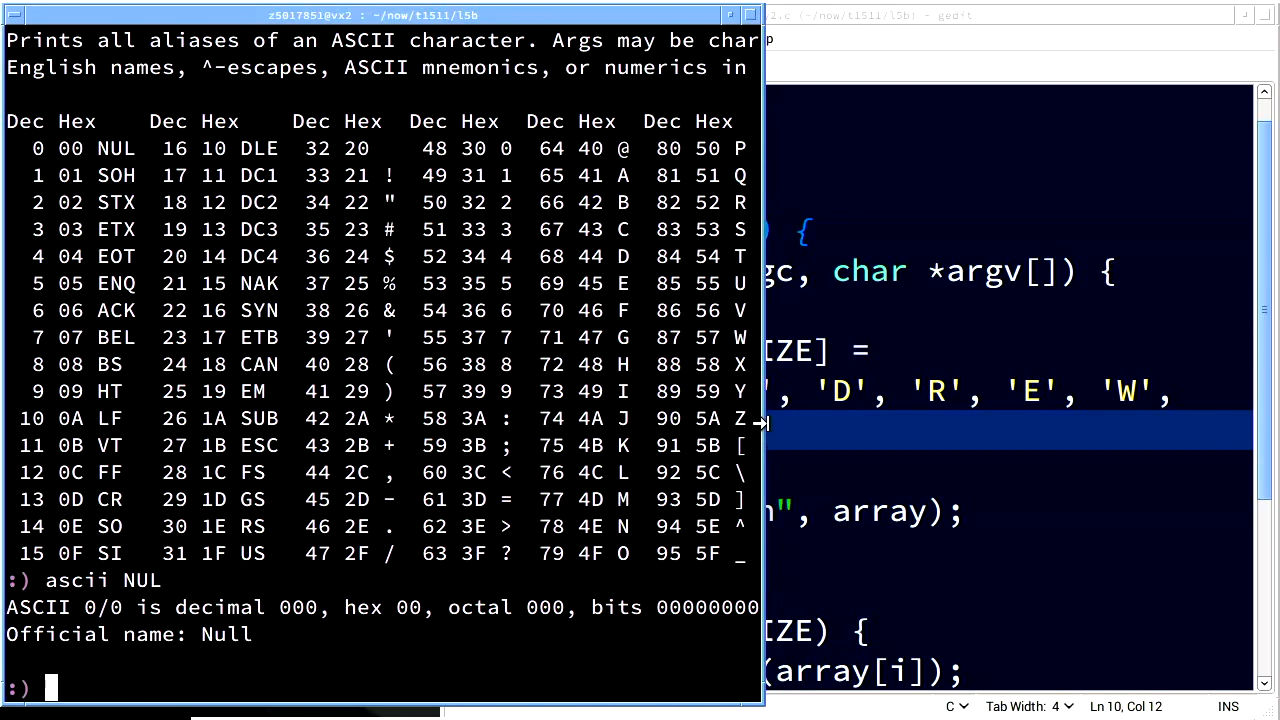 z5017851@vx2 : ~/now/t1511/l5b
v2.c (~/now/t1511/l5b) - gedit
Prints all aliases of an ASCII character. Args may be char
English names, ^-escapes, ASCII mnemonics, or numerics in
Dec Hex Dec Hex Dec Hex Dec Hex Dec Hex Dec Hex
0 00 NUL 16 10 DLE 32 20 48 30 0 64 40 @ 80 50 P
1 01 SOH 17 11 DC1 33 21 ! 49 31 1 65 41 A 81 51 Q
2 02 STX 18 12 DC2 34 22 " 50 32 2 66 42 B 82 52 R
3 03 ETX 19 13 DC3 35 23 # 51 33 3 67 43 C 83 53 S
4 04 EOT 20 14 DC4 36 24 $ 52 34 4 68 44 D 84 54 T
5 05 ENQ 21 15 NAK 37 25 % 53 35 5 69 45 E 85 55 U
6 06 ACK 22 16 SYN 38 26 & 54 36 6 70 46 F 86 56 V
7 07 BEL 23 17 ETB 39 27 ' 55 37 7 71 47 G 87 57 W
8 08 BS 24 18 CAN 40 28 ( 56 38 8 72 48 H 88 58 X
9 09 HT 25 19 EM 41 29 ) 57 39 9 73 49 I 89 59 Y
10 0A LF 26 1A SUB 42 2A * 58 3A : 74 4A J 90 5A Z
11 0B VT 27 1B ESC 43 2B + 59 3B ; 75 4B K 91 5B [
12 0C FF 28 1C FS 44 2C , 60 3C < 76 4C L 92 5C \
13 0D CR 29 1D GS 45 2D - 61 3D = 77 4D M 93 5D ]
14 0E SO 30 1E RS 46 2E . 62 3E > 78 4E N 94 5E ^
15 0F SI 31 1F US 47 2F / 63 3F ? 79 4F O 95 5F _
:) ascii NUL
ASCII 0/0 is decimal 000, hex 00, octal 000, bits 00000000
Official name: Null
:)
p
) {
gc, char *argv[]) {
IZE] =
', 'D', 'R', 'E', 'W',
n", array);
IZE) {
(array[i]);
C Tab Width: 4 Ln 10, Col 12 INS